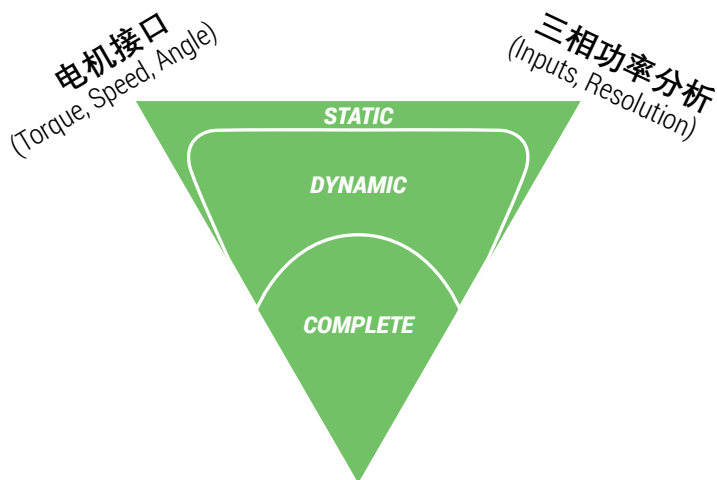 电机接口
(Torque, Speed, Angle)
三相功率分析
(Inputs, Resolution)
STATIC
DYNAMIC
COMPLETE